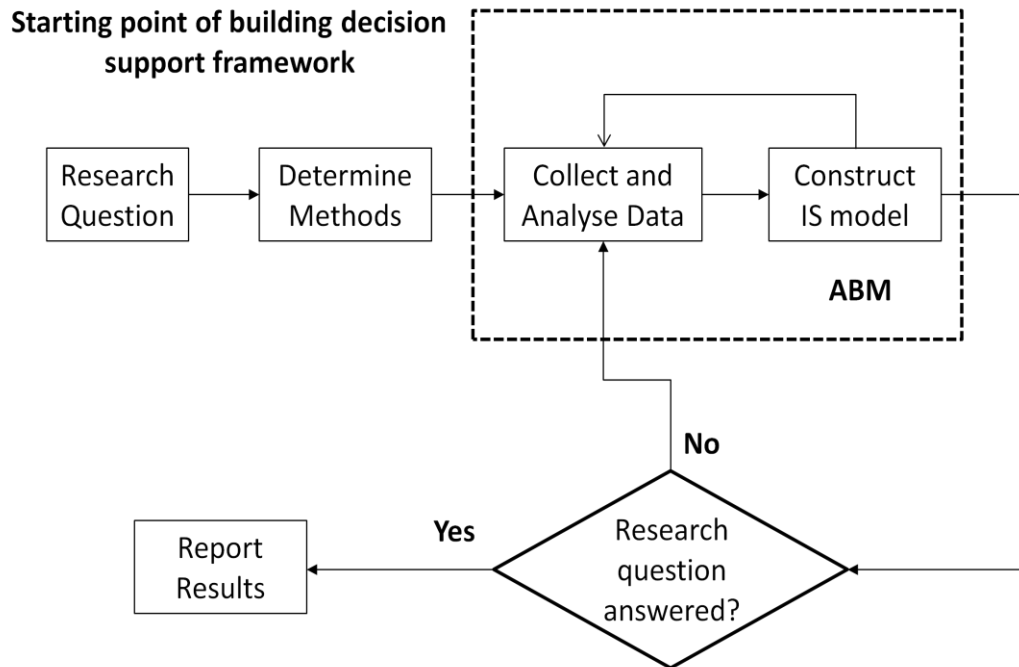 Starting point of building decision
support framework
Research
Question
Determine
Methods
Collect and
Analyse Data
Construct
IS model
ABM
No
Yes
Research
question
answered?
Report
Results